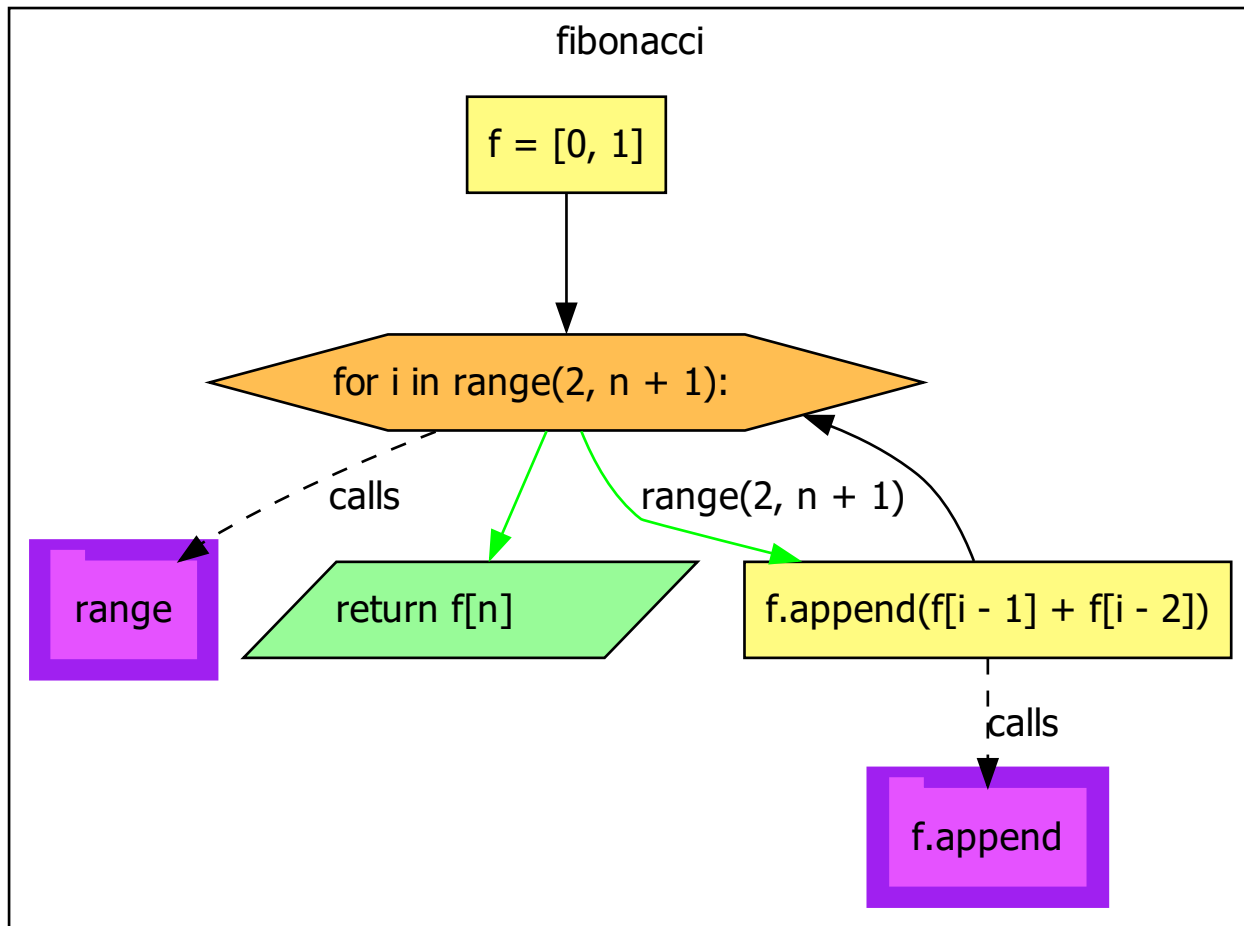 fibonacci
f = [0, 1]
for i in range(2, n + 1):
calls
range(2, n + 1)
range
return f[n]
f.append(f[i - 1] + f[i - 2])
calls
f.append